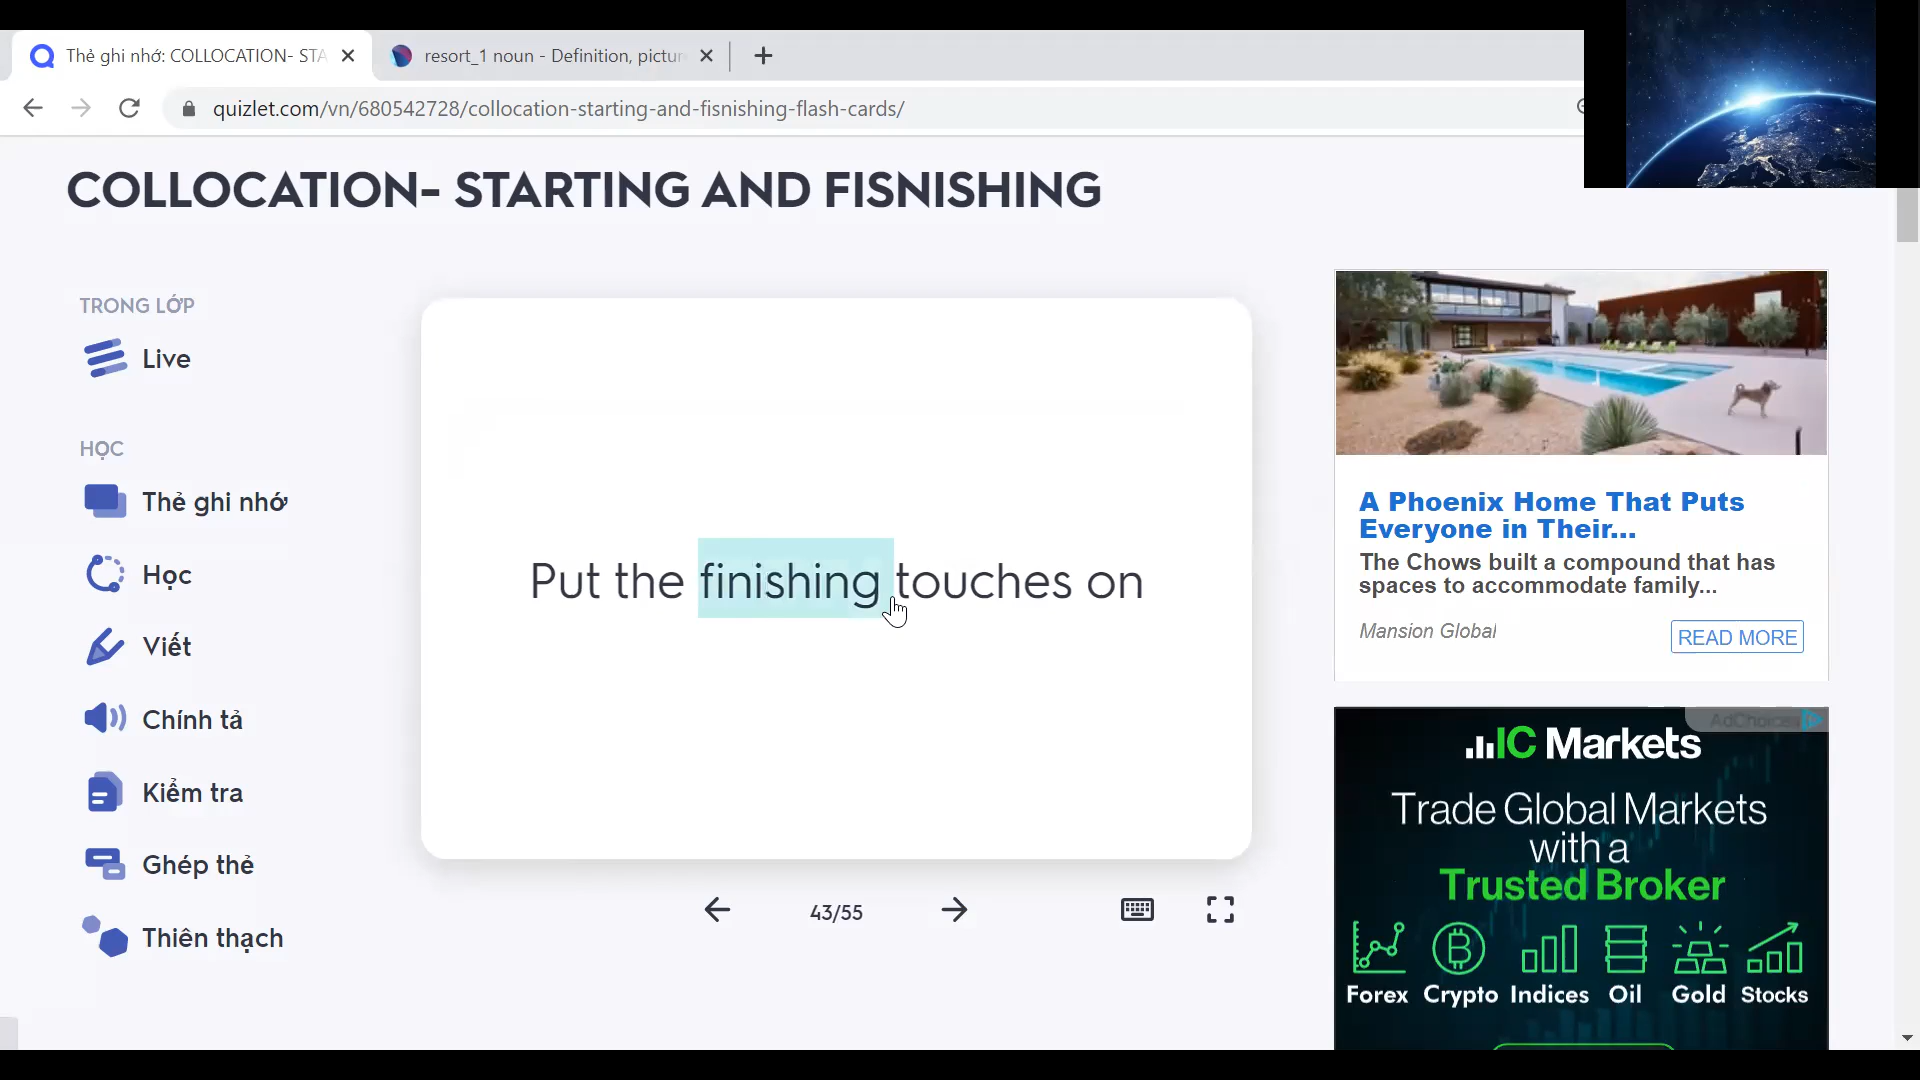 Thẻ ghi nhớ: COLLOCATION- STA
resort_1 noun - Definition, pictur
quizlet.com/vn/680542728/collocation-starting-and-fisnishing-flash-cards/
COLLOCATION- STARTING AND FISNISHING
TRONG LỚP
Live
HỌC
Thẻ ghi nhớ
Học
Viết
Chính tả
Kiểm tra
Ghép thẻ
Thiên thạch
Put the finishing touches on
43/55
A Phoenix Home That Puts
Everyone in Their...
The Chows built a compound that has
spaces to accommodate family...
Mansion Global
READ MORE
AdChoices
IC Markets
Trade Global Markets
with a
Trusted Broker
Forex Crypto Indices Oil Gold Stocks